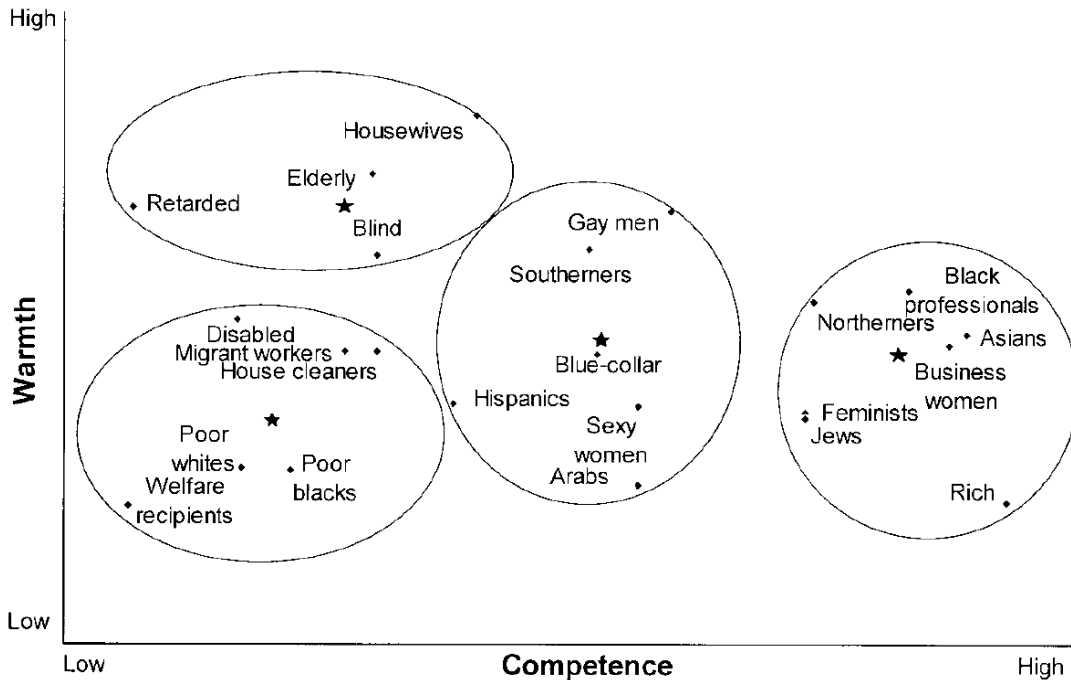 High
Housewives
Elderly
Retarded
Blind
Gay men
Southerners
Black
professionals
Northerners
Asians
Disabled
Migrant workers
House cleaners
Blue-collar
Business
women
Hispanics
Feminists
Sexy
women
Jews
Poor
whites
Poor
blacks
Arabs
Welfare
recipients
Rich
Warmth
Low
Low
Competence
High